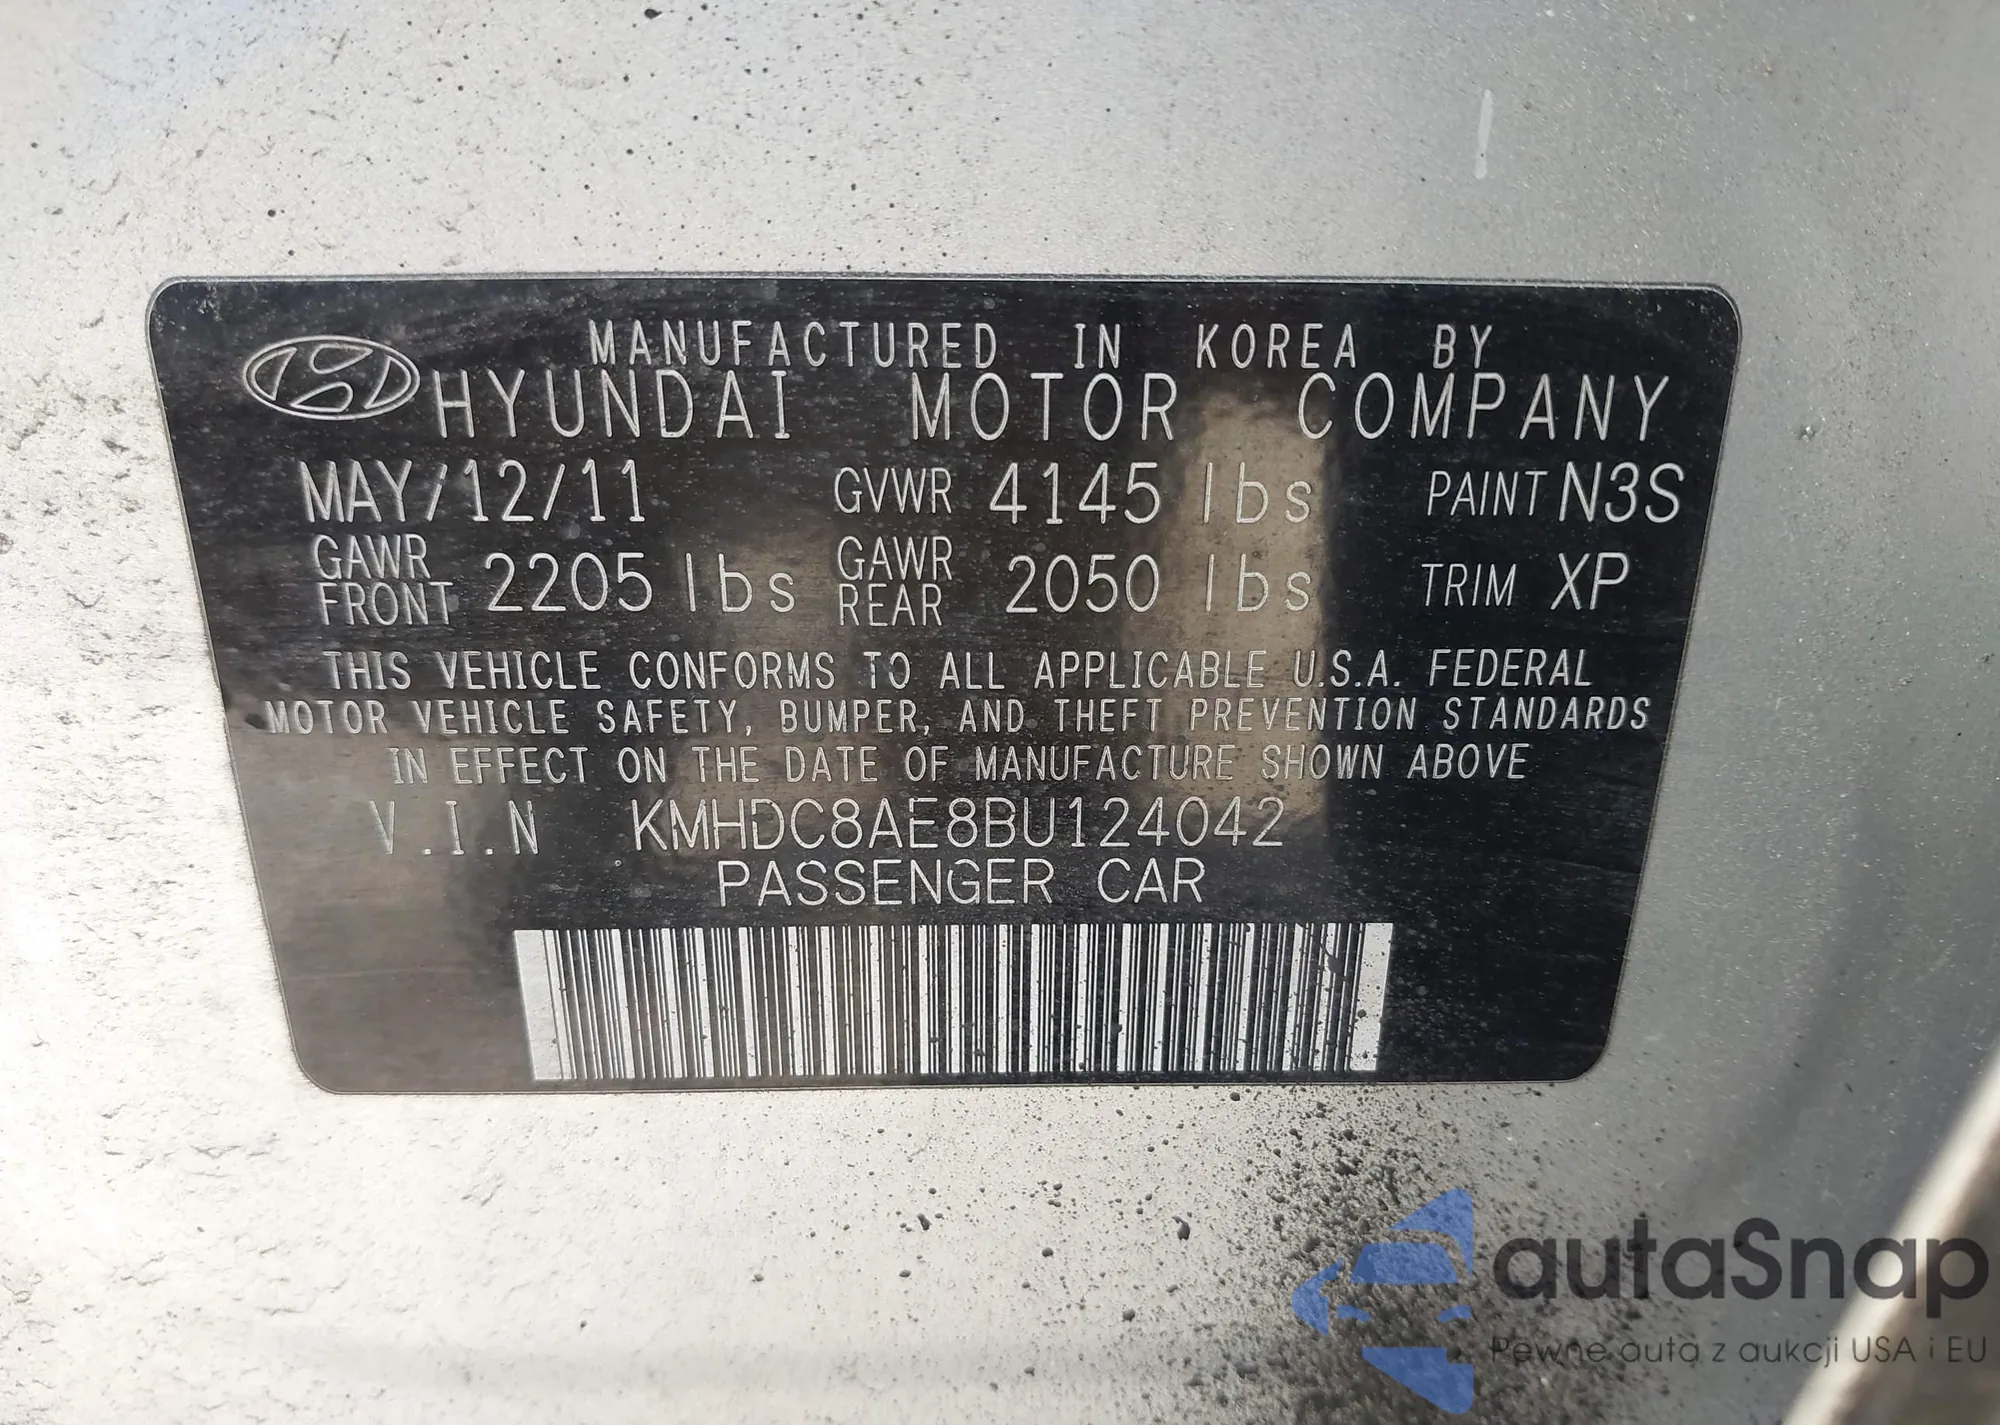 MANUFACTURED IN KOREA BY
HYUNDAI MOTOR COMPANY
MAY/12/11 GVWR 4145 lbs PAINT N3S
GAWR FRONT 2205 lbs GAWR REAR 2050 lbs TRIM XP
THIS VEHICLE CONFORMS TO ALL APPLICABLE U.S.A. FEDERAL
MOTOR VEHICLE SAFETY, BUMPER, AND THEFT PREVENTION STANDARDS
IN EFFECT ON THE DATE OF MANUFACTURE SHOWN ABOVE
V.I.N KMHDC8AE8BU124042
PASSENGER CAR
autaSnap
Pewne auta z aukcji USA i EU